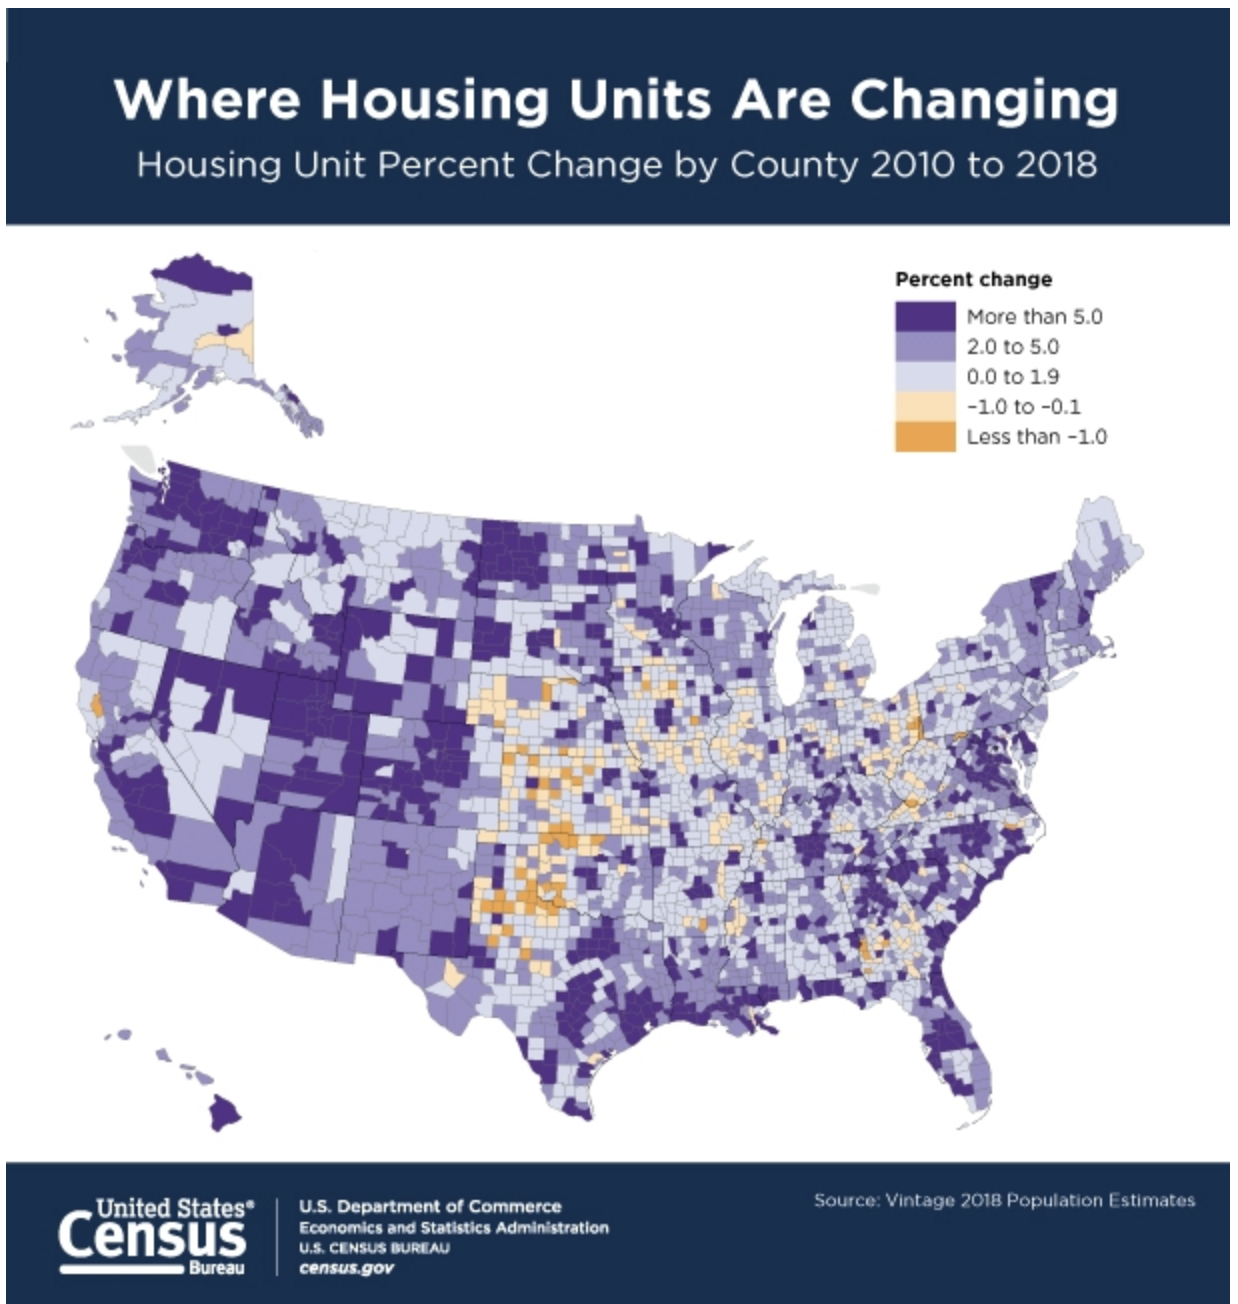 Where Housing Units Are Changing
Housing Unit Percent Change by County 2010 to 2018
Percent change
More than 5.0
2.0 to 5.0
0.0 to 1.9
–1.0 to –0.1
Less than –1.0
United States®
Census
Bureau
U.S. Department of Commerce
Economics and Statistics Administration
U.S. CENSUS BUREAU
census.gov
Source: Vintage 2018 Population Estimates